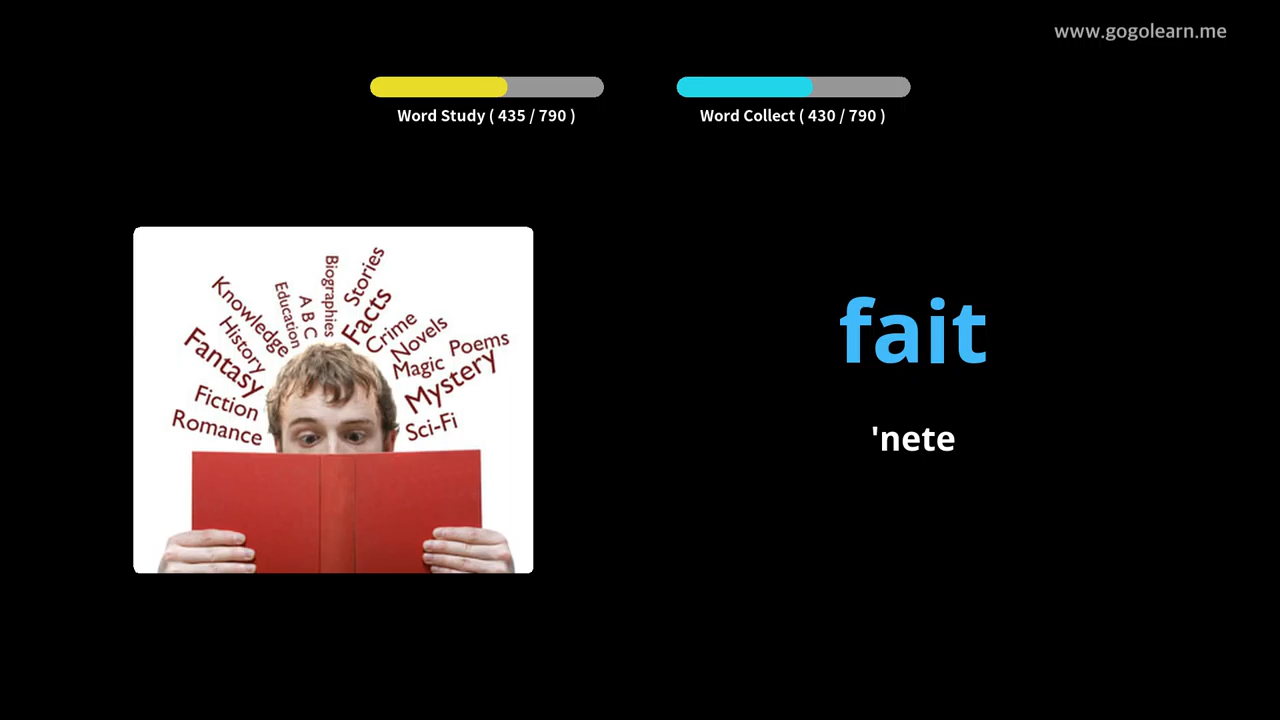 www.gogolearn.me
Word Study ( 435 / 790 )
Word Collect ( 430 / 790 )
fait
'nete
Knowledge
History
Fantasy
Fiction
Romance
Education
A B C
Biographies
Stories
Facts
Crime
Novels
Magic
Poems
Mystery
Sci-Fi